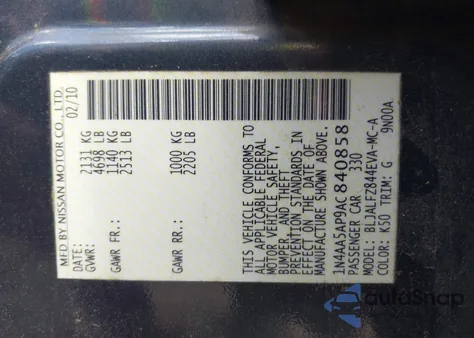 MFD BY NISSAN MOTOR CO., LTD.
DATE: 02/10
GVWR: 2131 KG
4698 LB
GAWR FR.: 1140 KG
2513 LB
GAWR RR.: 1000 KG
2205 LB
THIS VEHICLE CONFORMS TO ALL
APPLICABLE FEDERAL
MOTOR VEHICLE SAFETY,
BUMPER, AND THEFT
PREVENTION STANDARDS IN
EFFECT ON THE DATE OF
MANUFACTURE SHOWN ABOVE.
1N4AA5AP9AC840858
PASSENGER CAR 330
MODEL: BLJALFZ844EVA-MC-A
COLOR: K50 TRIM: G 9N00A
autoSnap